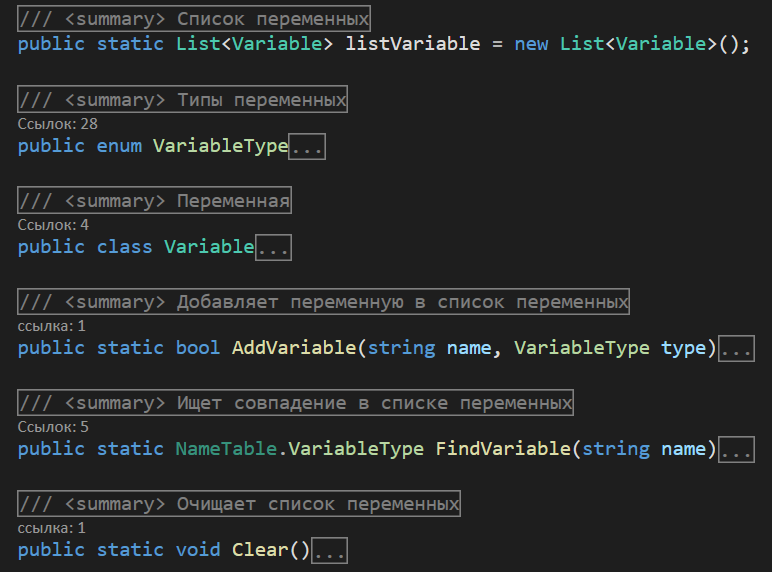 /// <summary> Список переменных
public static List<Variable> listVariable = new List<Variable>();
/// <summary> Типы переменных
Ссылок: 28
public enum VariableType...
/// <summary> Переменная
Ссылок: 4
public class Variable...
/// <summary> Добавляет переменную в список переменных
ссылка: 1
public static bool AddVariable(string name, VariableType type)...
/// <summary> Ищет совпадение в списке переменных
Ссылок: 5
public static NameTable.VariableType FindVariable(string name)...
/// <summary> Очищает список переменных
ссылка: 1
public static void Clear()...